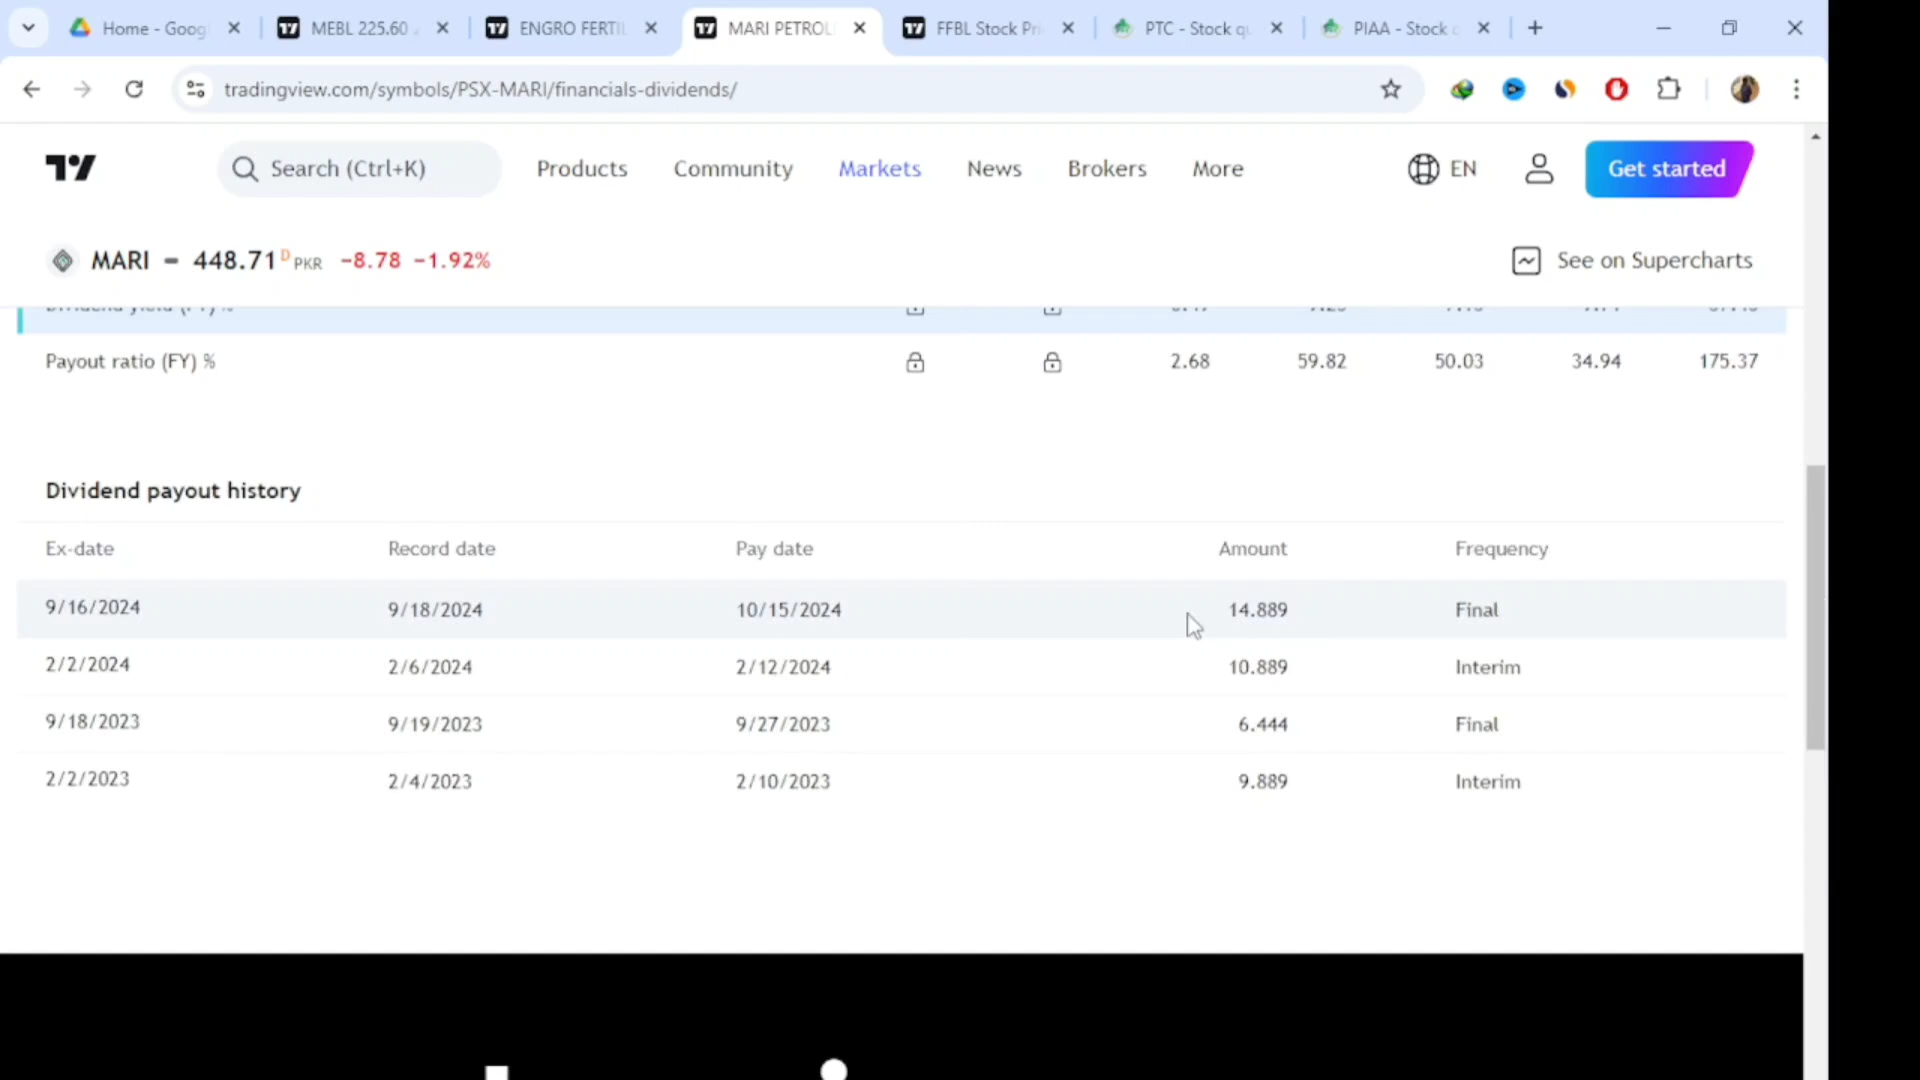 Home - Goog
MEBL 225.60
ENGRO FERTIL
MARI PETROL
FFBL Stock Pri
PTC - Stock qu
PIAA - Stock
tradingview.com/symbols/PSX-MARI/financials-dividends/
Search (Ctrl+K)
Products
Community
Markets
News
Brokers
More
EN
Get started
MARI
448.71 D PKR −8.78 −1.92%
See on Supercharts
Payout ratio (FY) % 2.68 59.82 50.03 34.94 175.37
Dividend payout history
Ex-date Record date Pay date Amount Frequency
9/16/2024 9/18/2024 10/15/2024 14.889 Final
2/2/2024 2/6/2024 2/12/2024 10.889 Interim
9/18/2023 9/19/2023 9/27/2023 6.444 Final
2/2/2023 2/4/2023 2/10/2023 9.889 Interim